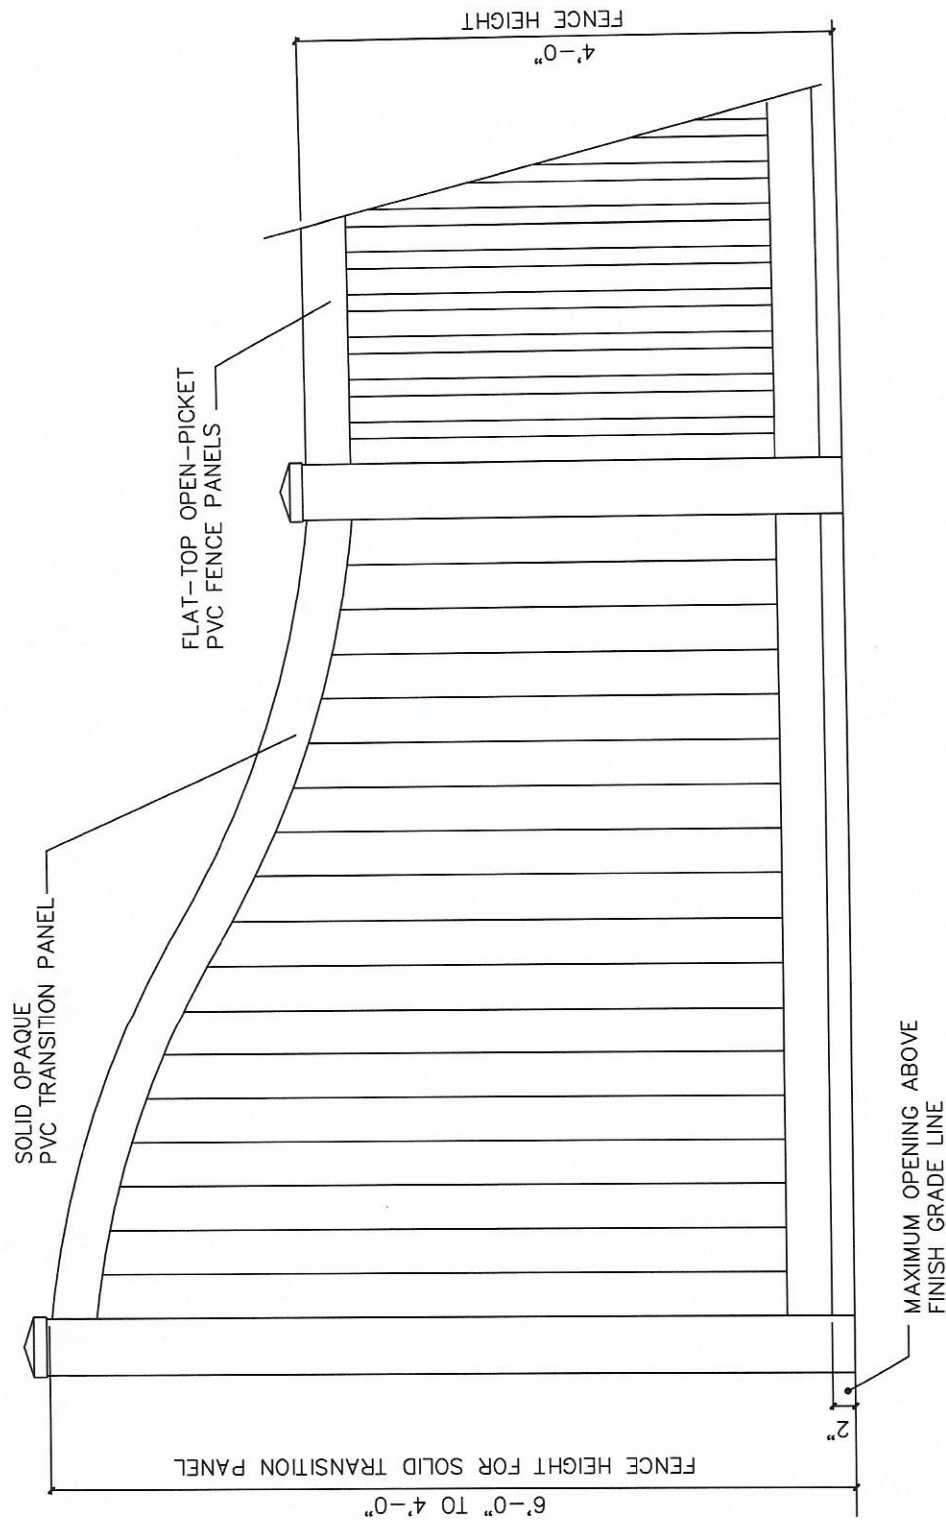 SOLID OPAQUE
PVC TRANSITION PANEL
FLAT-TOP OPEN-PICKET
PVC FENCE PANELS
4'-0"
FENCE HEIGHT
6'-0" TO 4'-0"
FENCE HEIGHT FOR SOLID TRANSITION PANEL
2"
MAXIMUM OPENING ABOVE
FINISH GRADE LINE